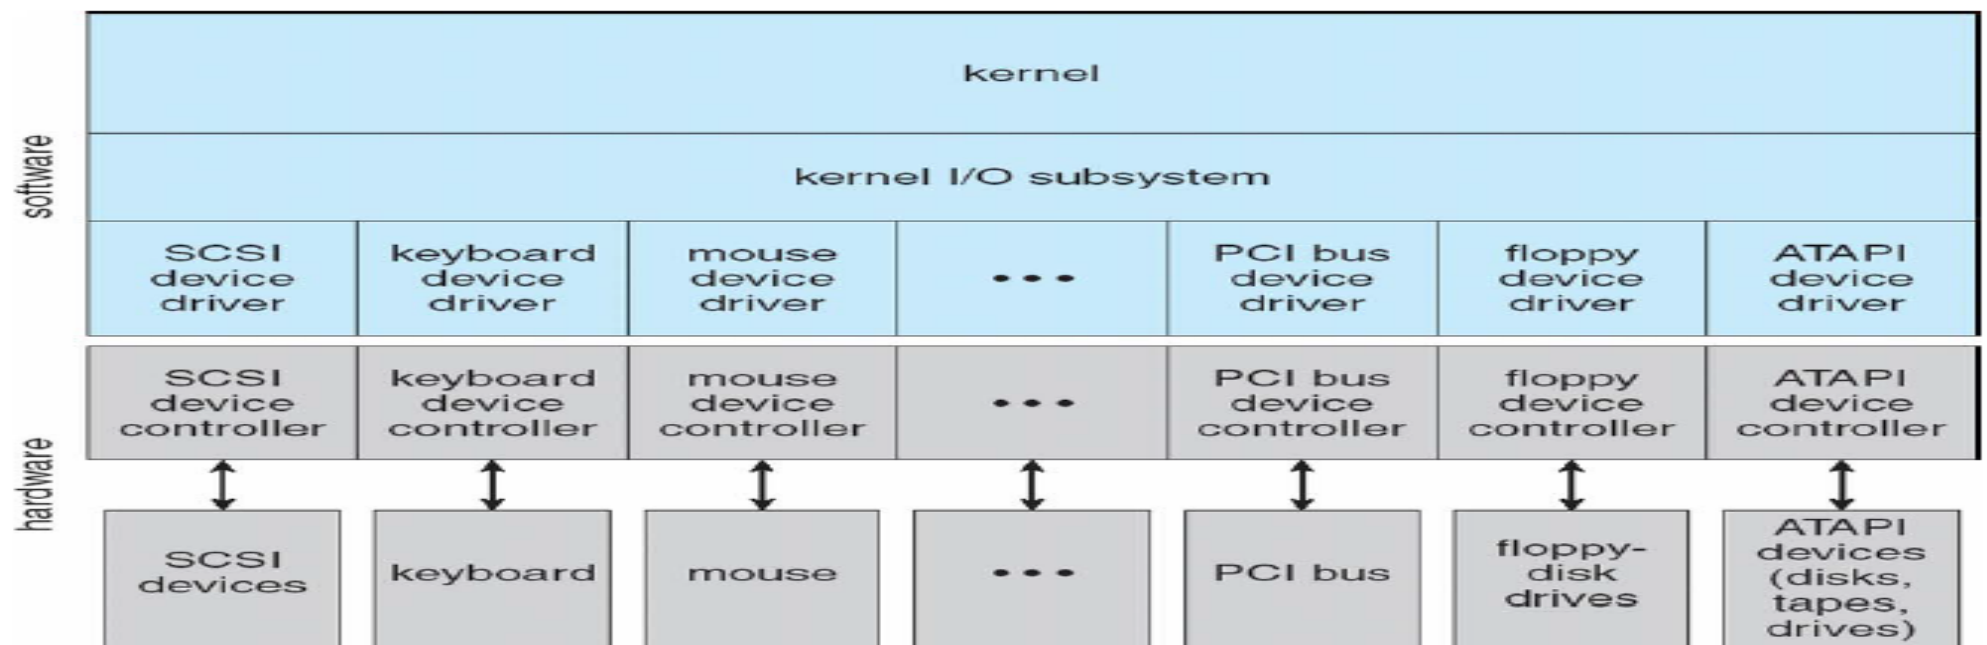 kernel
software
kernel I/O subsystem
SCSI
device
driver
keyboard
device
driver
mouse
device
driver
•••
PCI bus
device
driver
floppy
device
driver
ATAPI
device
driver
hardware
SCSI
device
controller
keyboard
device
controller
mouse
device
controller
•••
PCI bus
device
controller
floppy
device
controller
ATAPI
device
controller
SCSI
devices
keyboard
mouse
•••
PCI bus
floppy-
disk
drives
ATAPI
devices
(disks,
tapes,
drives)